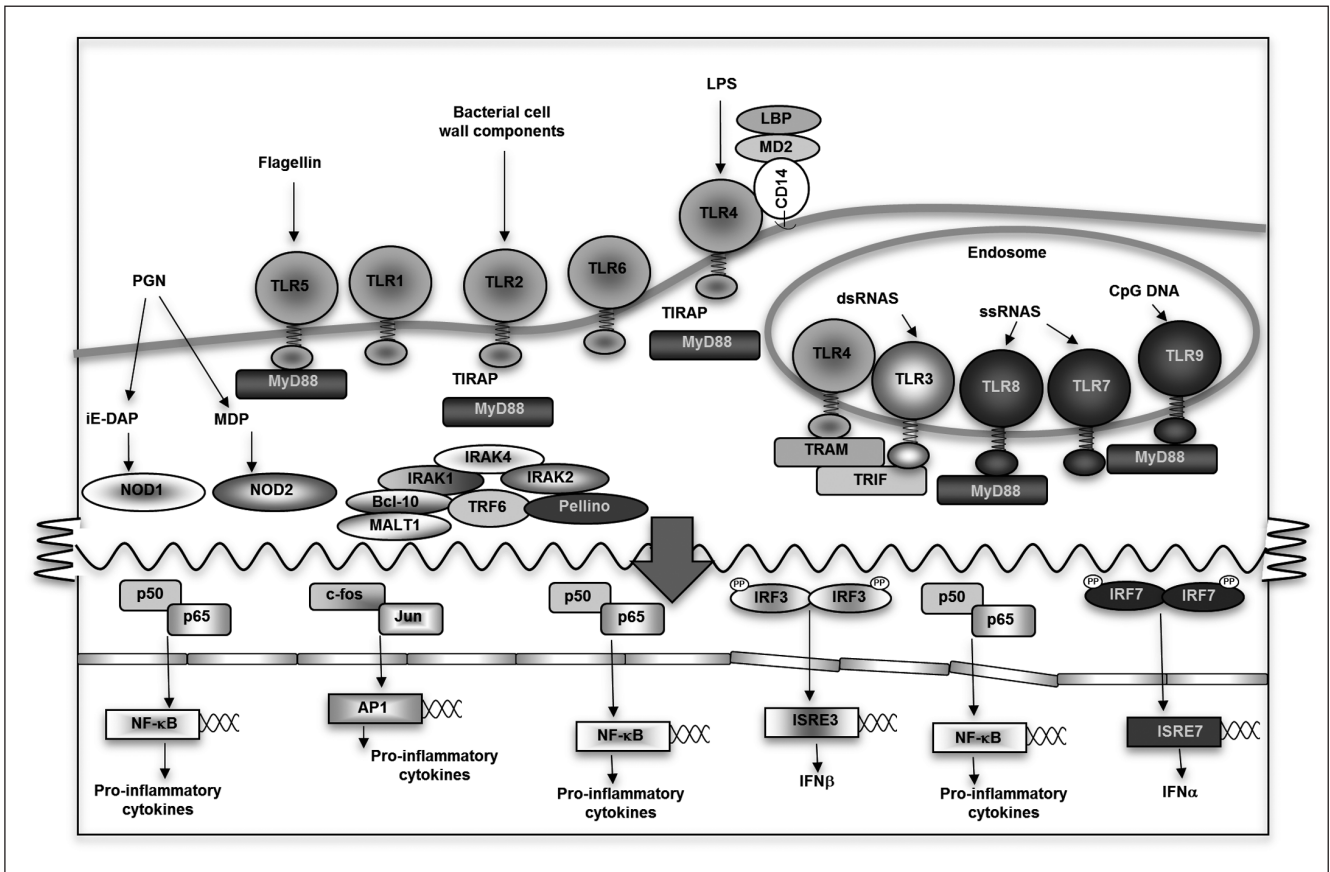 LPS
LBP
MD2
CD14
Bacterial cell
wall components
Flagellin
TLR4
TLR5
TLR1
TLR2
TLR6
PGN
TIRAP
MyD88
MyD88
TIRAP
MyD88
Endosome
dsRNAS
ssRNAS
CpG DNA
TLR4
TLR3
TLR8
TLR7
TLR9
TRAM
TRIF
MyD88
MyD88
iE-DAP
MDP
NOD1
NOD2
IRAK4
IRAK1
IRAK2
Bcl-10
TRF6
Pellino
MALT1
p50
p65
c-fos
Jun
p50
p65
PP
PP
IRF3
IRF3
p50
p65
PP
PP
IRF7
IRF7
NF-κB
AP1
NF-κB
ISRE3
NF-κB
ISRE7
Pro-inflammatory
cytokines
Pro-inflammatory
cytokines
Pro-inflammatory
cytokines
IFNβ
Pro-inflammatory
cytokines
IFNα